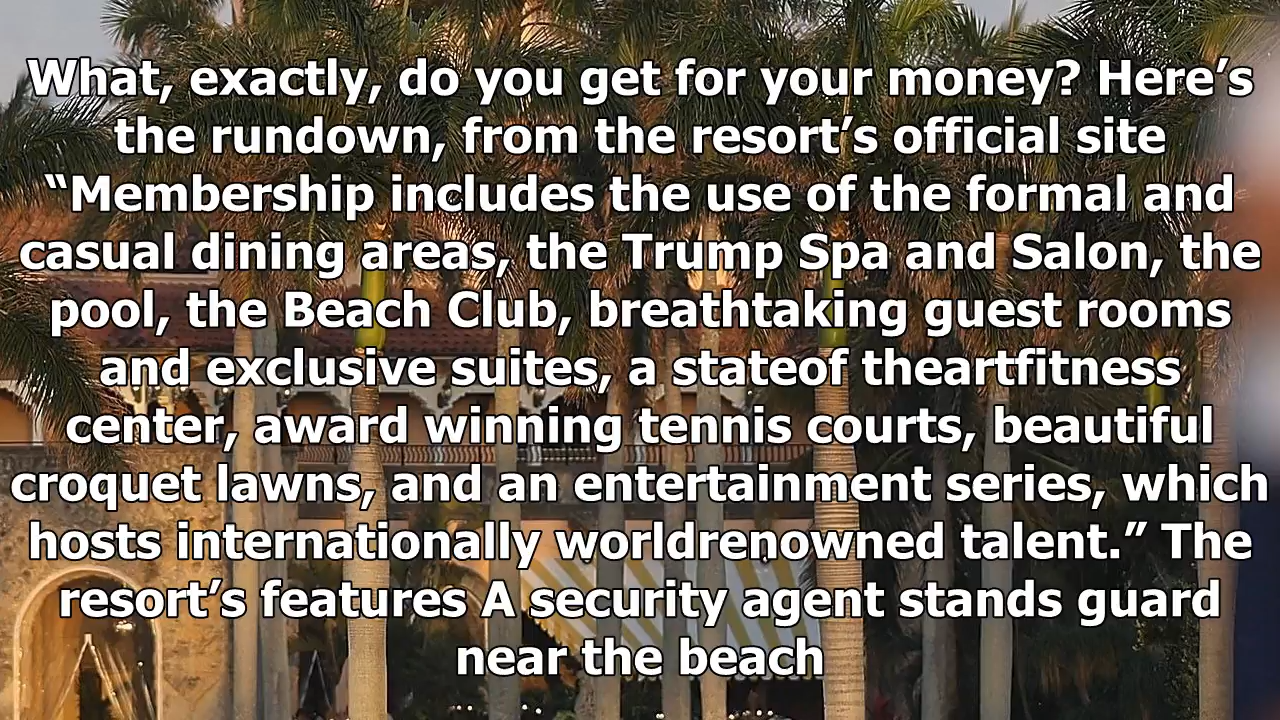 What, exactly, do you get for your money? Here’s
the rundown, from the resort’s official site
“Membership includes the use of the formal and
casual dining areas, the Trump Spa and Salon, the
pool, the Beach Club, breathtaking guest rooms
and exclusive suites, a stateof theartfitness
center, award winning tennis courts, beautiful
croquet lawns, and an entertainment series, which
hosts internationally worldrenowned talent.” The
resort’s features A security agent stands guard
near the beach